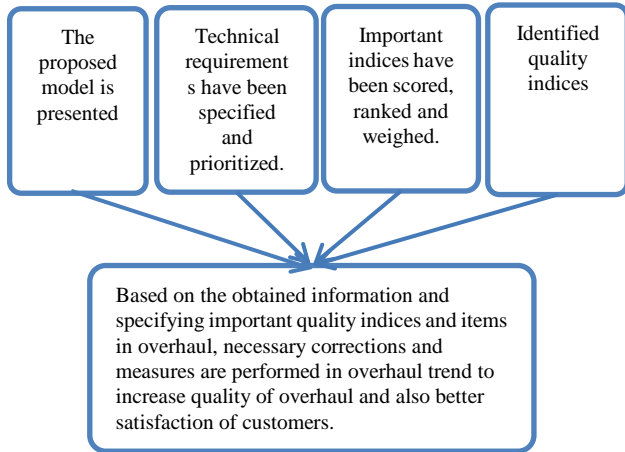 The
proposed
model is
presented
Technical
requirement
s have been
specified
and
prioritized.
Important
indices have
been scored,
ranked and
weighed.
Identified
quality
indices
Based on the obtained information and
specifying important quality indices and items
in overhaul, necessary corrections and
measures are performed in overhaul trend to
increase quality of overhaul and also better
satisfaction of customers.